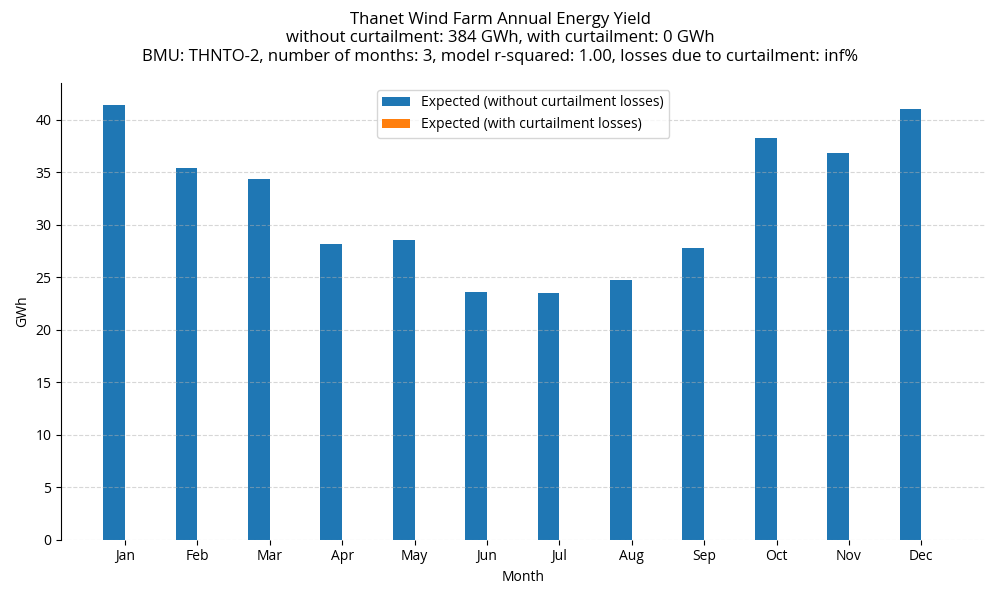 Thanet Wind Farm Annual Energy Yield
without curtailment: 384 GWh, with curtailment: 0 GWh
BMU: THNTO-2, number of months: 3, model r-squared: 1.00, losses due to curtailment: inf%
Expected (without curtailment losses)
Expected (with curtailment losses)
GWh
40
35
30
25
20
15
10
5
0
Jan Feb Mar Apr May Jun Jul Aug Sep Oct Nov Dec
Month